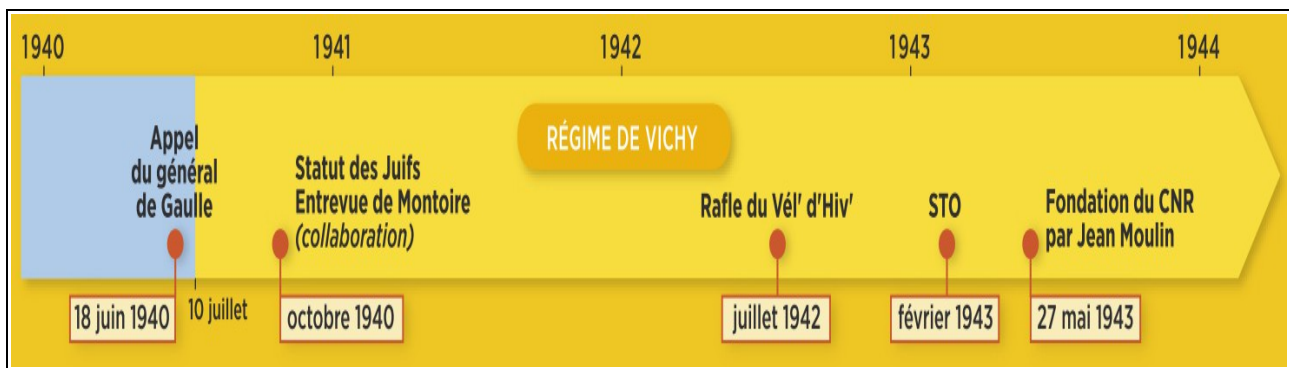 1940 1941 1942 1943 1944
RÉGIME DE VICHY
Appel
du général
de Gaulle
Statut des Juifs
Entrevue de Montoire
(collaboration)
Rafle du Vél' d'Hiv'
STO
Fondation du CNR
par Jean Moulin
18 juin 1940
10 juillet
octobre 1940
juillet 1942
février 1943
27 mai 1943